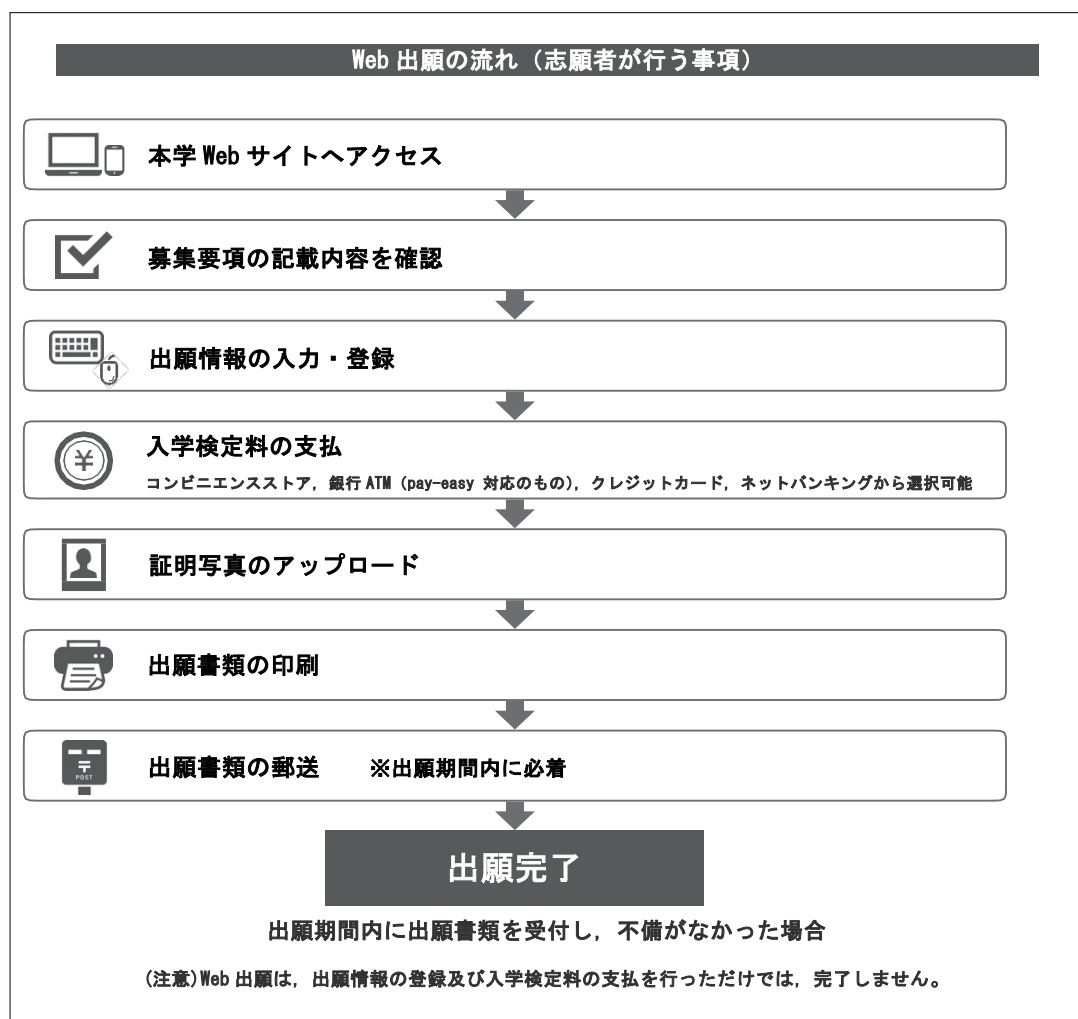 Web 出願の流れ（志願者が行う事項）
本学 Web サイトへアクセス
募集要項の記載内容を確認
出願情報の入力・登録
¥
入学検定料の支払
コンビニエンスストア，銀行 ATM（pay-easy 対応のもの），クレジットカード，ネットバンキングから選択可能
証明写真のアップロード
出願書類の印刷
〒
POST
出願書類の郵送 ※出願期間内に必着
出願完了
出願期間内に出願書類を受付し，不備がなかった場合
(注意)Web 出願は，出願情報の登録及び入学検定料の支払を行っただけでは，完了しません。